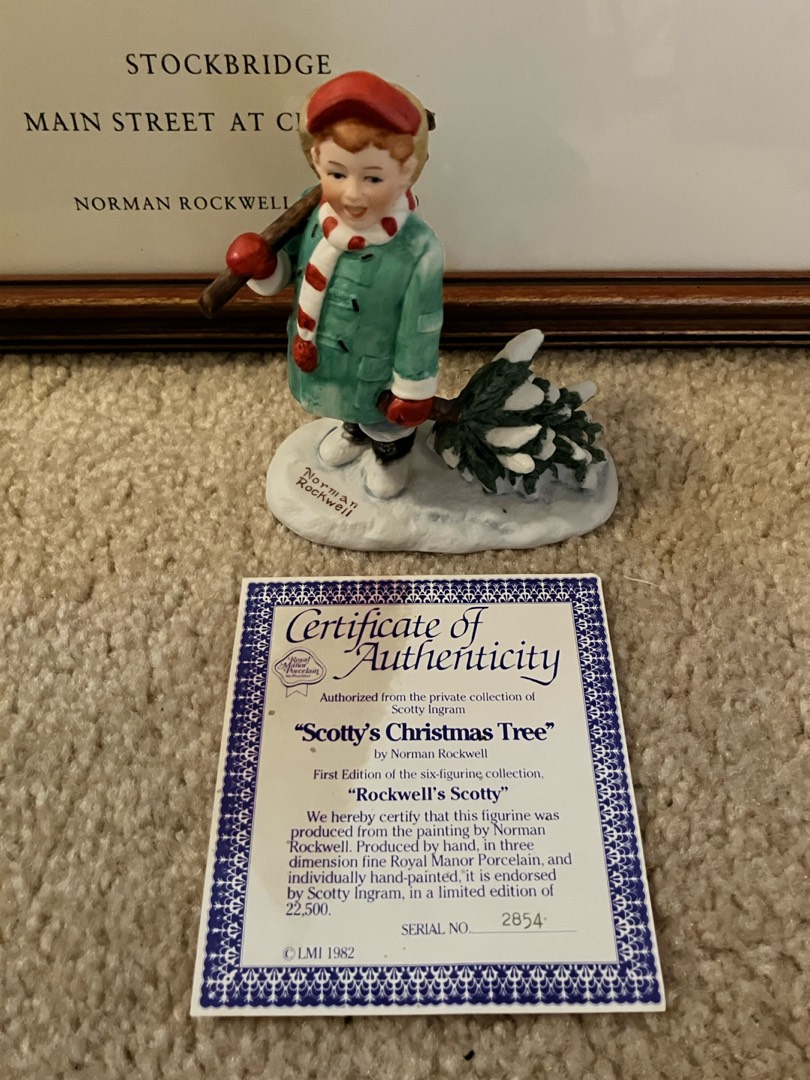 STOCKBRIDGE
MAIN STREET AT
NORMAN ROCKWELL
Norman
Rockwell
Certificate of
Authenticity
Royal
Manor
Porcelain
Authorized from the private collection of
Scotty Ingram
“Scotty's Christmas Tree”
by Norman Rockwell
First Edition of the six-figurine collection,
“Rockwell's Scotty”
We hereby certify that this figurine was
produced from the painting by Norman
Rockwell. Produced by hand, in three
dimension fine Royal Manor Porcelain, and
individually hand-painted, it is endorsed
by Scotty Ingram, in a limited edition of
22,500.
SERIAL NO. 2854
© LMI 1982